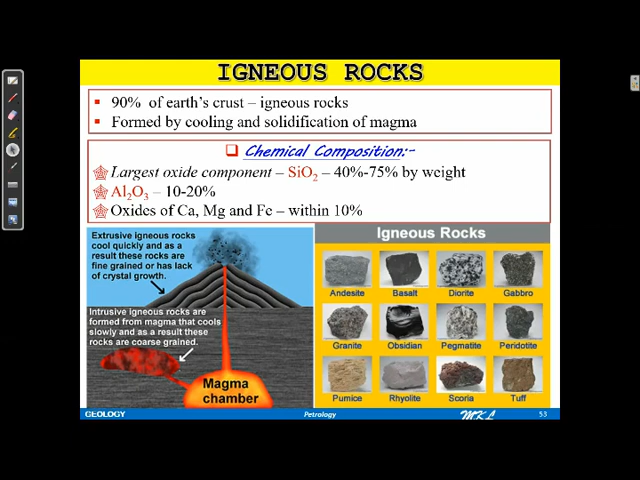 IGNEOUS ROCKS
90% of earth's crust – igneous rocks
Formed by cooling and solidification of magma
Chemical Composition:-
Largest oxide component – SiO₂ – 40%-75% by weight
Al₂O₃ – 10-20%
Oxides of Ca, Mg and Fe – within 10%
Extrusive igneous rocks
cool quickly and as a
result these rocks are
fine grained or has lack
of crystal growth.
Intrusive igneous rocks are
formed from magma that cools
slowly and as a result these
rocks are coarse grained.
Magma
chamber
Igneous Rocks
Andesite Basalt Diorite Gabbro
Granite Obsidian Pegmatite Peridotite
Pumice Rhyolite Scoria Tuff
GEOLOGY Petrology MKL 53